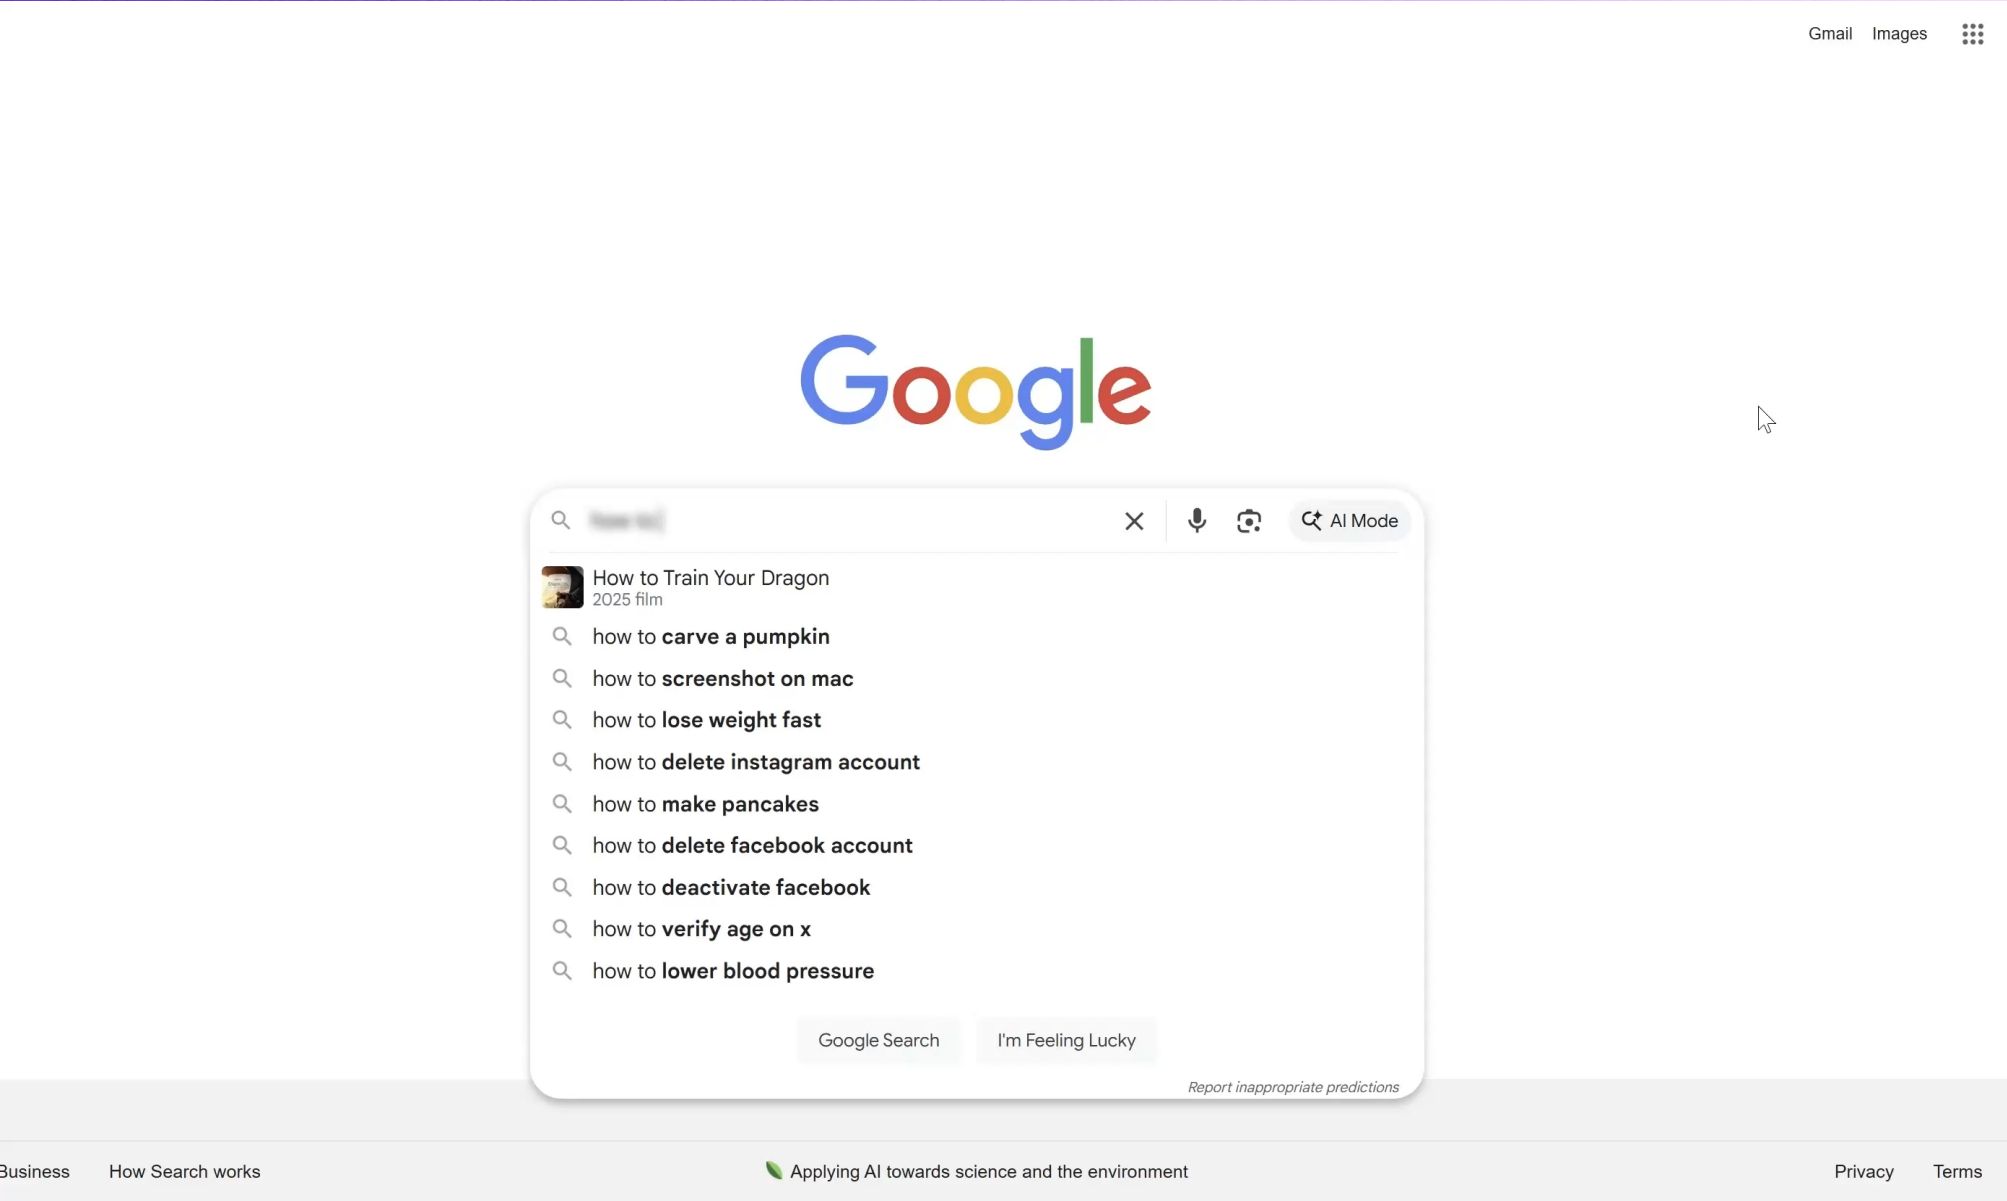 Gmail Images
Google
AI Mode
How to Train Your Dragon
2025 film
how to carve a pumpkin
how to screenshot on mac
how to lose weight fast
how to delete instagram account
how to make pancakes
how to delete facebook account
how to deactivate facebook
how to verify age on x
how to lower blood pressure
Google Search I'm Feeling Lucky
Report inappropriate predictions
Business How Search works Applying AI towards science and the environment Privacy Terms